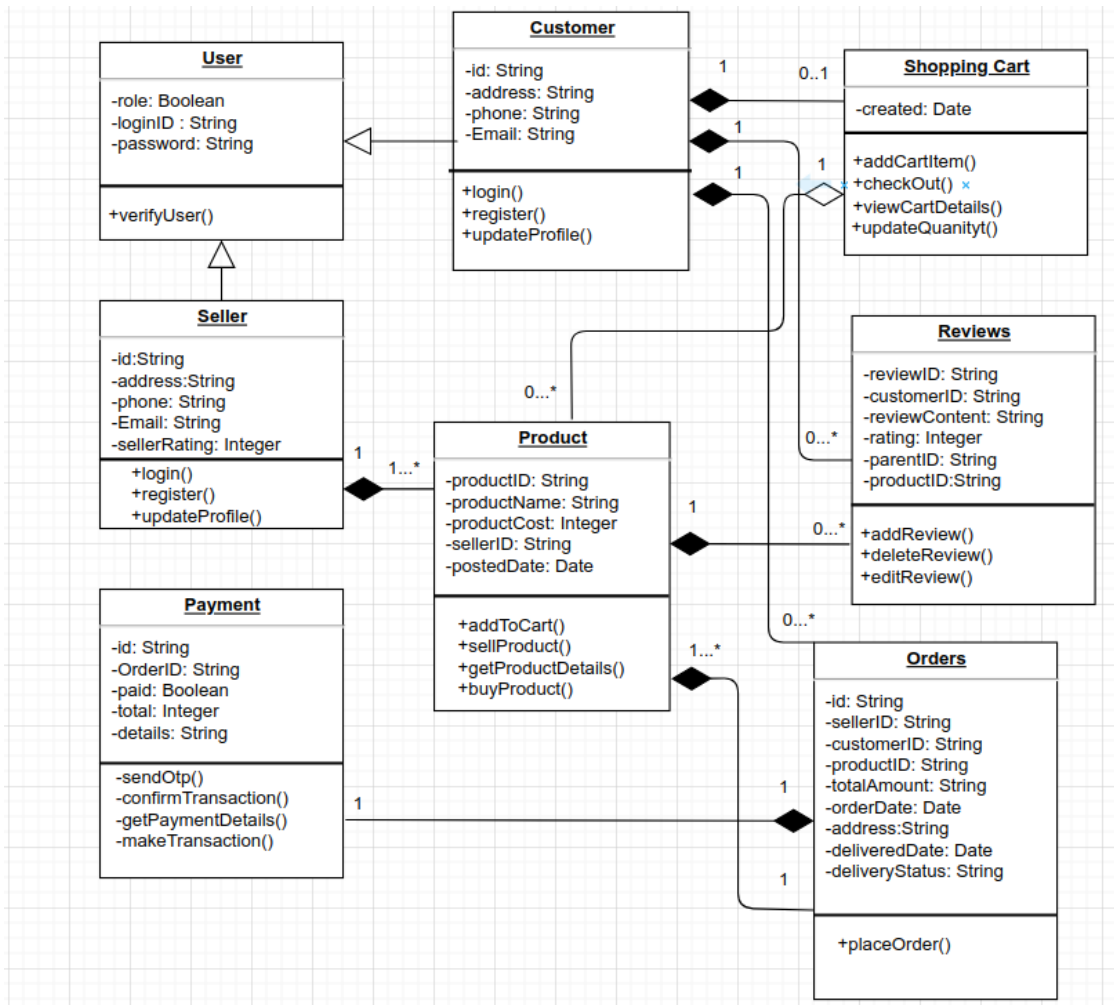 User
-role: Boolean
-loginID : String
-password: String
+verifyUser()
Customer
-id: String
-address: String
-phone: String
-Email: String
+login()
+register()
+updateProfile()
1
0..1
1
1
Shopping Cart
-created: Date
+addCartItem()
+checkOut()
+viewCartDetails()
+updateQuanityt()
1
Seller
-id:String
-address:String
-phone: String
-Email: String
-sellerRating: Integer
+login()
+register()
+updateProfile()
1
1...*
0...*
Product
-productID: String
-productName: String
-productCost: Integer
-sellerID: String
-postedDate: Date
+addToCart()
+sellProduct()
+getProductDetails()
+buyProduct()
Reviews
-reviewID: String
-customerID: String
-reviewContent: String
-rating: Integer
-parentID: String
-productID:String
+addReview()
+deleteReview()
+editReview()
0...*
1
0...*
0...*
1...*
Payment
-id: String
-OrderID: String
-paid: Boolean
-total: Integer
-details: String
-sendOtp()
-confirmTransaction()
-getPaymentDetails()
-makeTransaction()
1
1
1
Orders
-id: String
-sellerID: String
-customerID: String
-productID: String
-totalAmount: String
-orderDate: Date
-address:String
-deliveredDate: Date
-deliveryStatus: String
+placeOrder()